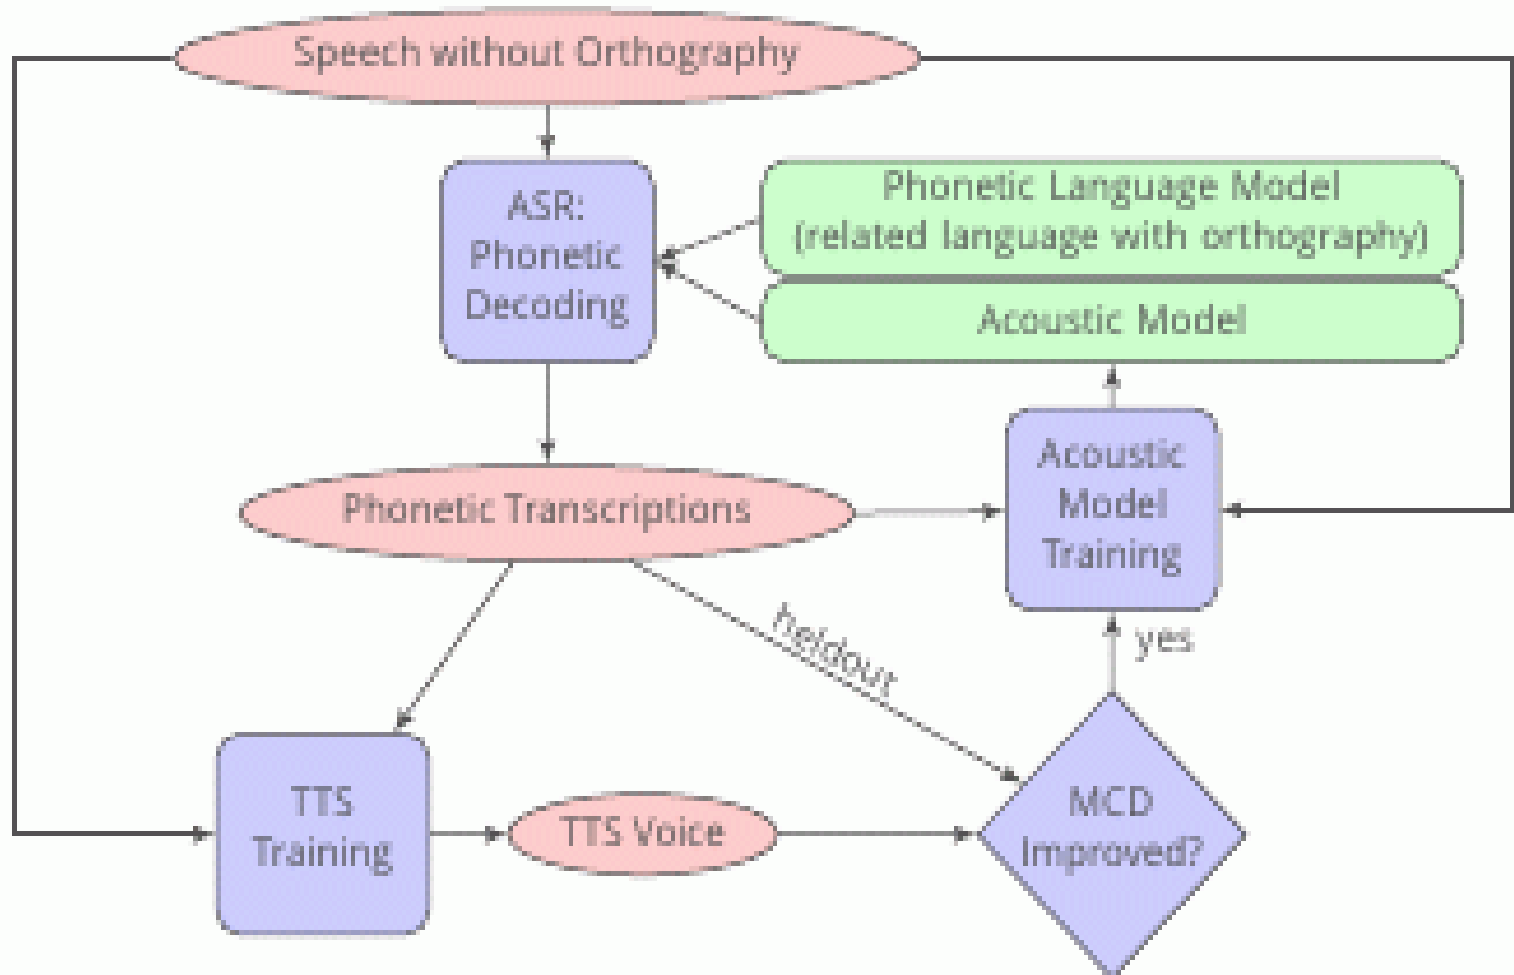 Speech without Orthography
ASR:
Phonetic
Decoding
Phonetic Language Model
(related language with orthography)
Acoustic Model
Phonetic Transcriptions
Acoustic
Model
Training
heldout
yes
TTS
Training
TTS Voice
MCD
Improved?